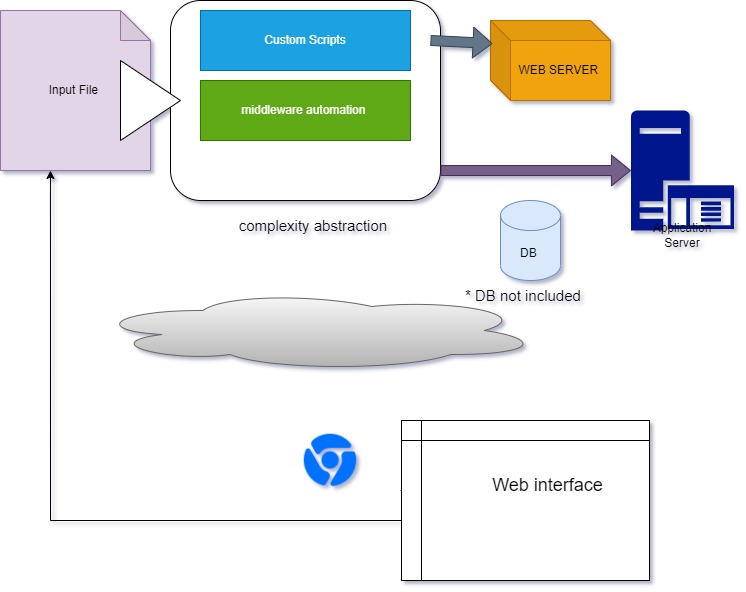 Custom Scripts
Input File
middleware automation
WEB SERVER
complexity abstraction
Application
Server
DB
* DB not included
Web interface